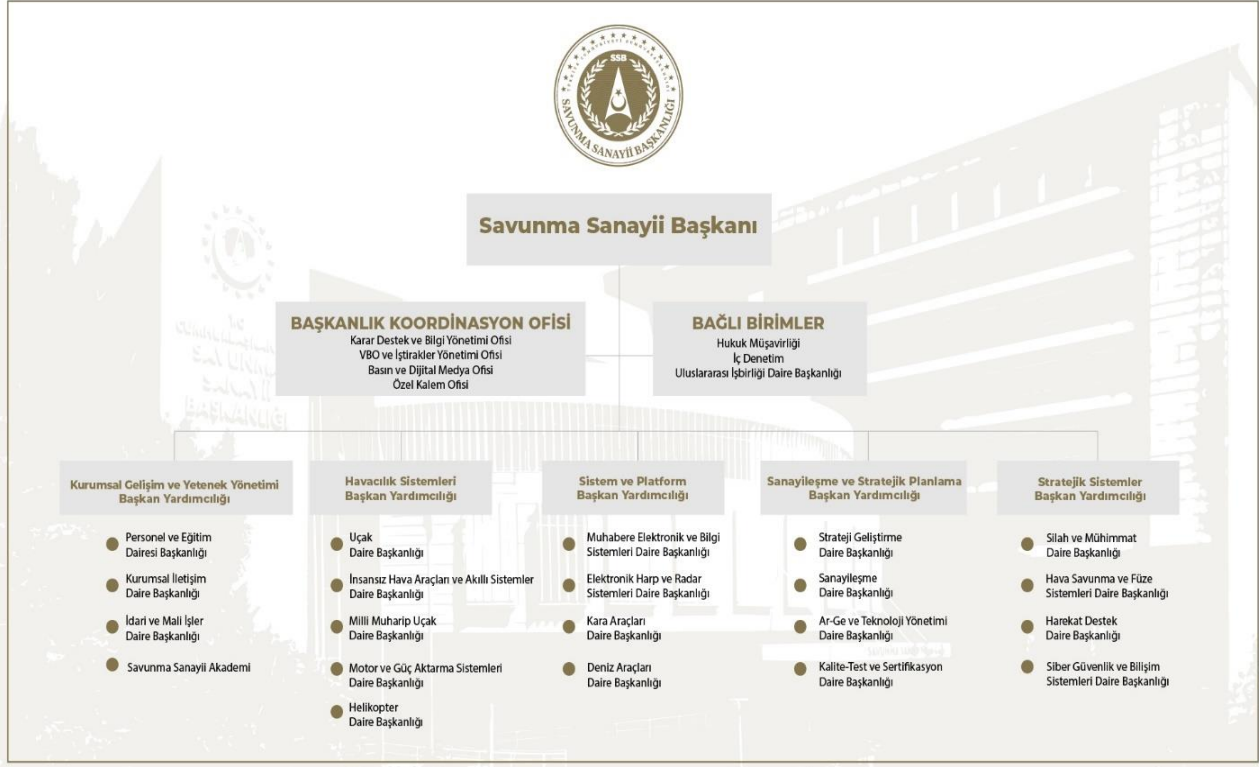 SSB
SAVUNMA SANAYİİ BAŞKANLIĞI
Savunma Sanayii Başkanı
BAŞKANLIK KOORDİNASYON OFİSİ
Karar Destek ve Bilgi Yönetimi Ofisi
VBO ve İştirakler Yönetimi Ofisi
Basın ve Dijital Medya Ofisi
Özel Kalem Ofisi
BAĞLI BİRİMLER
Hukuk Müşavirliği
İç Denetim
Uluslararası İşbirliği Daire Başkanlığı
T.C.
CUMHURBAŞKANLIĞI
SAVUNMA
SANAYİİ
BAŞKANLIĞI
Kurumsal Gelişim ve Yetenek Yönetimi
Başkan Yardımcılığı
Personel ve Eğitim
Dairesi Başkanlığı
Kurumsal İletişim
Daire Başkanlığı
İdari ve Mali İşler
Daire Başkanlığı
Savunma Sanayii Akademi
Havacılık Sistemleri
Başkan Yardımcılığı
Uçak
Daire Başkanlığı
İnsansız Hava Araçları ve Akıllı Sistemler
Daire Başkanlığı
Milli Muharip Uçak
Daire Başkanlığı
Motor ve Güç Aktarma Sistemleri
Daire Başkanlığı
Helikopter
Daire Başkanlığı
Sistem ve Platform
Başkan Yardımcılığı
Muhabere Elektronik ve Bilgi
Sistemleri Daire Başkanlığı
Elektronik Harp ve Radar
Sistemleri Daire Başkanlığı
Kara Araçları
Daire Başkanlığı
Deniz Araçları
Daire Başkanlığı
Sanayileşme ve Stratejik Planlama
Başkan Yardımcılığı
Strateji Geliştirme
Daire Başkanlığı
Sanayileşme
Daire Başkanlığı
Ar-Ge ve Teknoloji Yönetimi
Daire Başkanlığı
Kalite-Test ve Sertifikasyon
Daire Başkanlığı
Stratejik Sistemler
Başkan Yardımcılığı
Silah ve Mühimmat
Daire Başkanlığı
Hava Savunma ve Füze
Sistemleri Daire Başkanlığı
Harekat Destek
Daire Başkanlığı
Siber Güvenlik ve Bilişim
Sistemleri Daire Başkanlığı